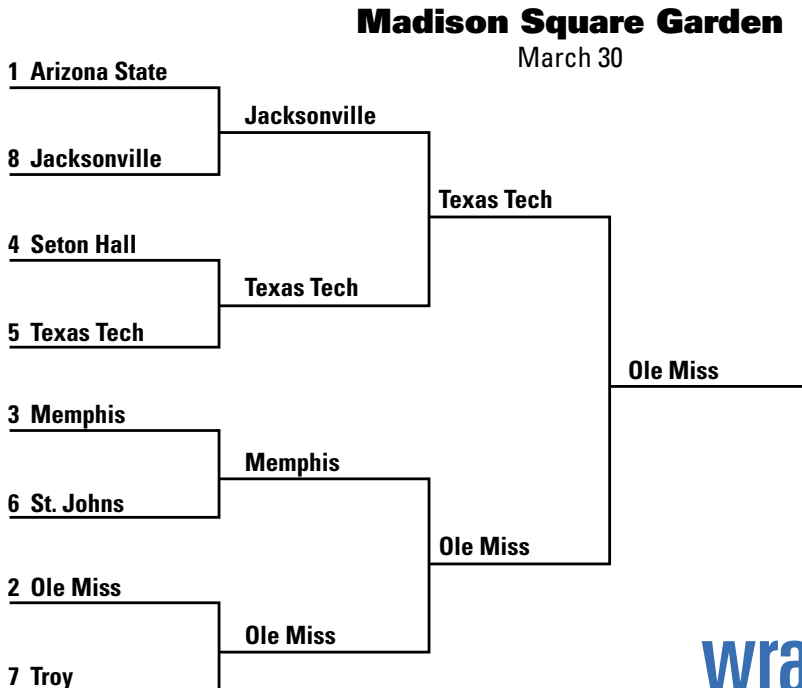 Madison Square Garden
March 30
1 Arizona State
Jacksonville
8 Jacksonville
Texas Tech
4 Seton Hall
Texas Tech
5 Texas Tech
Ole Miss
3 Memphis
Memphis
6 St. Johns
Ole Miss
2 Ole Miss
Ole Miss
7 Troy